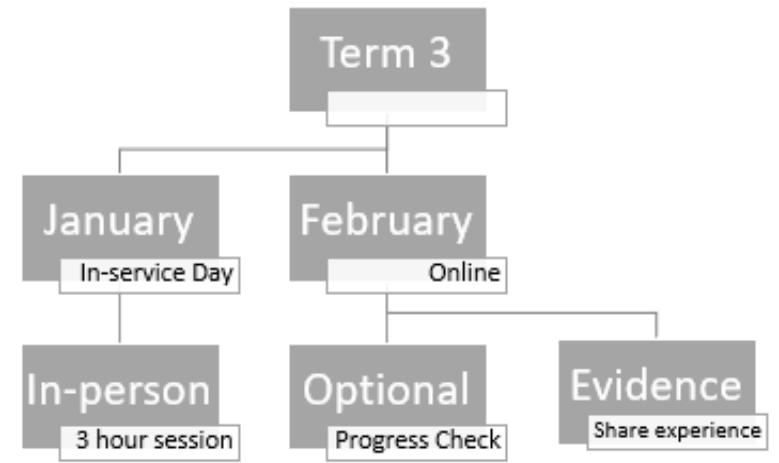 Term 3
January
In-service Day
February
Online
In-person
3 hour session
Optional
Progress Check
Evidence
Share experience